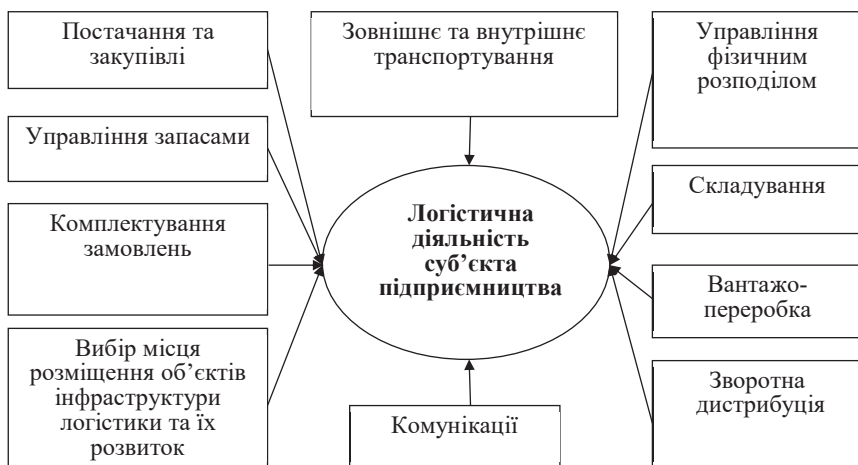 Постачання та
закупівлі
Зовнішнє та внутрішнє
транспортування
Управління
фізичним
розподілом
Управління запасами
Складування
Комплектування
замовлень
Логістична
діяльність
суб’єкта
підприємництва
Вантажо-
переробка
Вибір місця
розміщення об’єктів
інфраструктури
логістики та їх
розвиток
Комунікації
Зворотна
дистрибуція